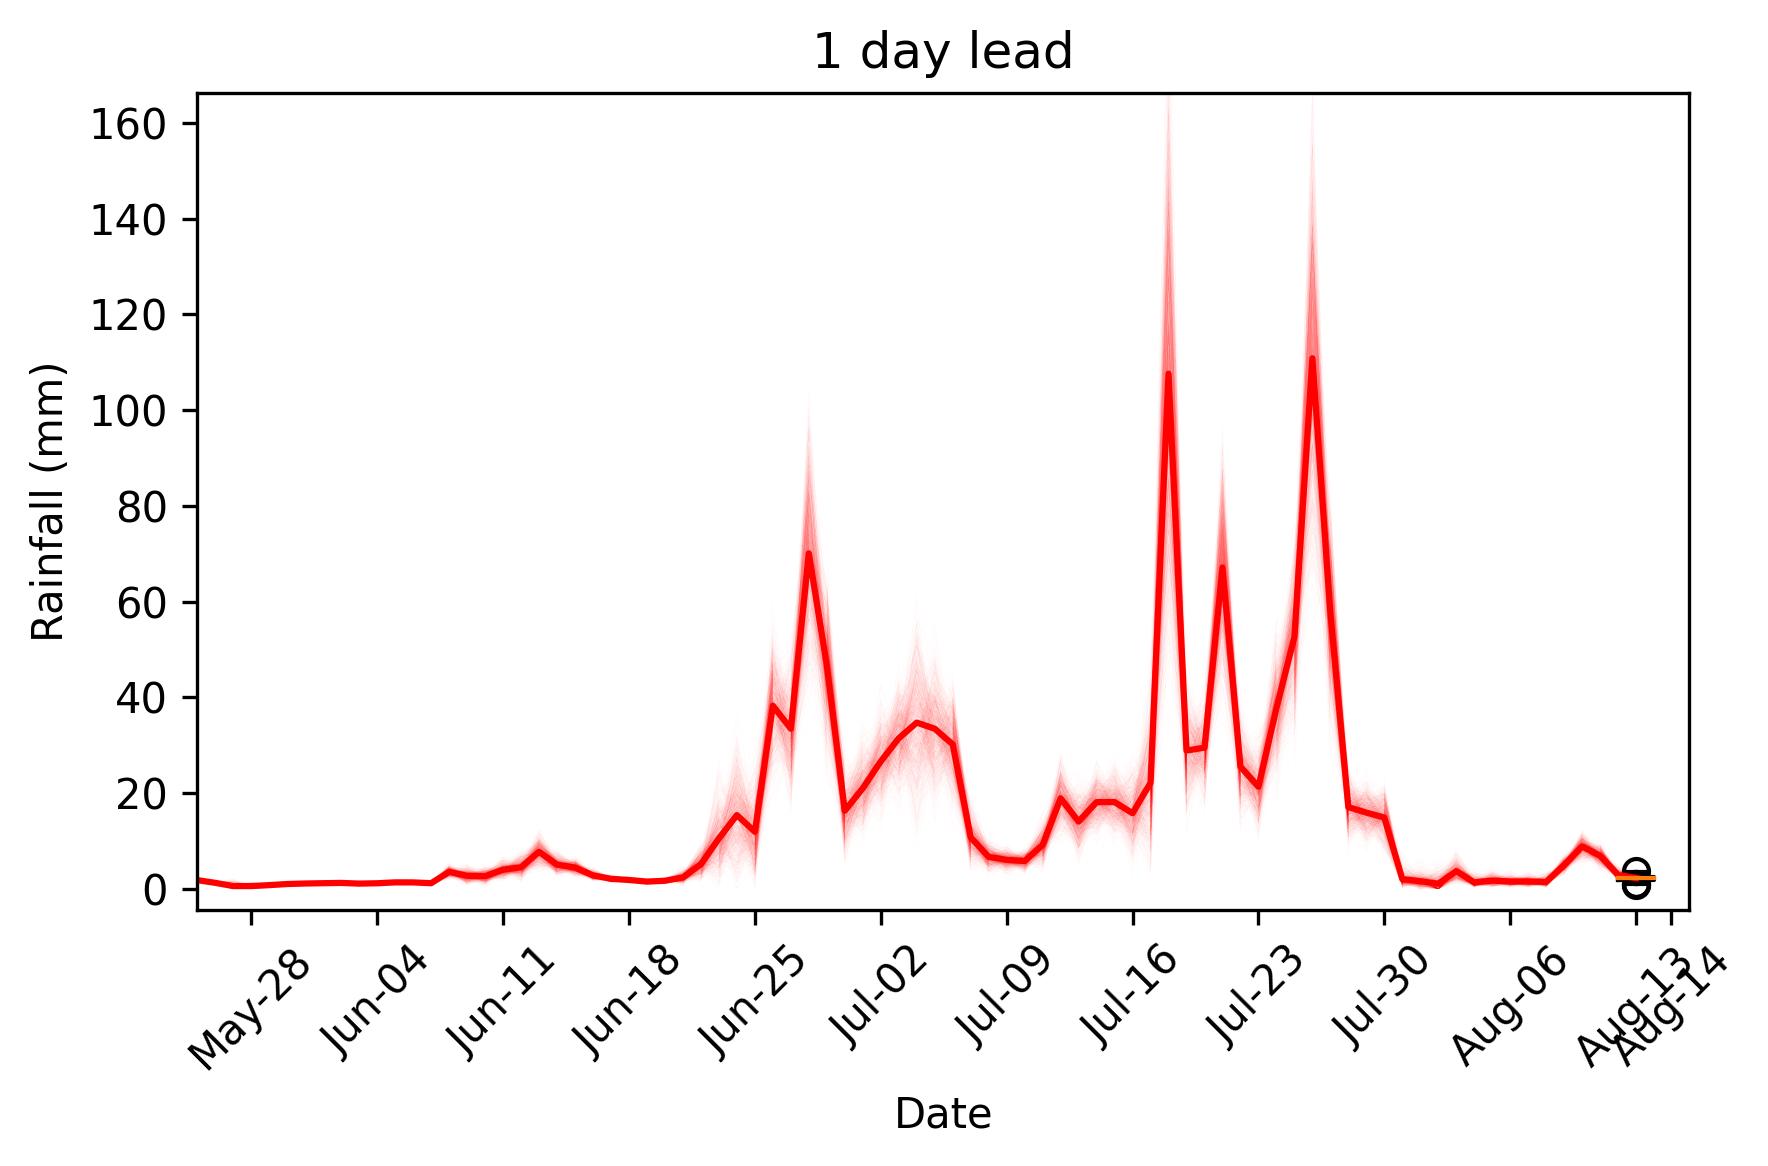 1 day lead
Rainfall (mm)
160
140
120
100
80
60
40
20
0
May-28
Jun-04
Jun-11
Jun-18
Jun-25
Jul-02
Jul-09
Jul-16
Jul-23
Jul-30
Aug-06
Aug-13
Aug-14
Date